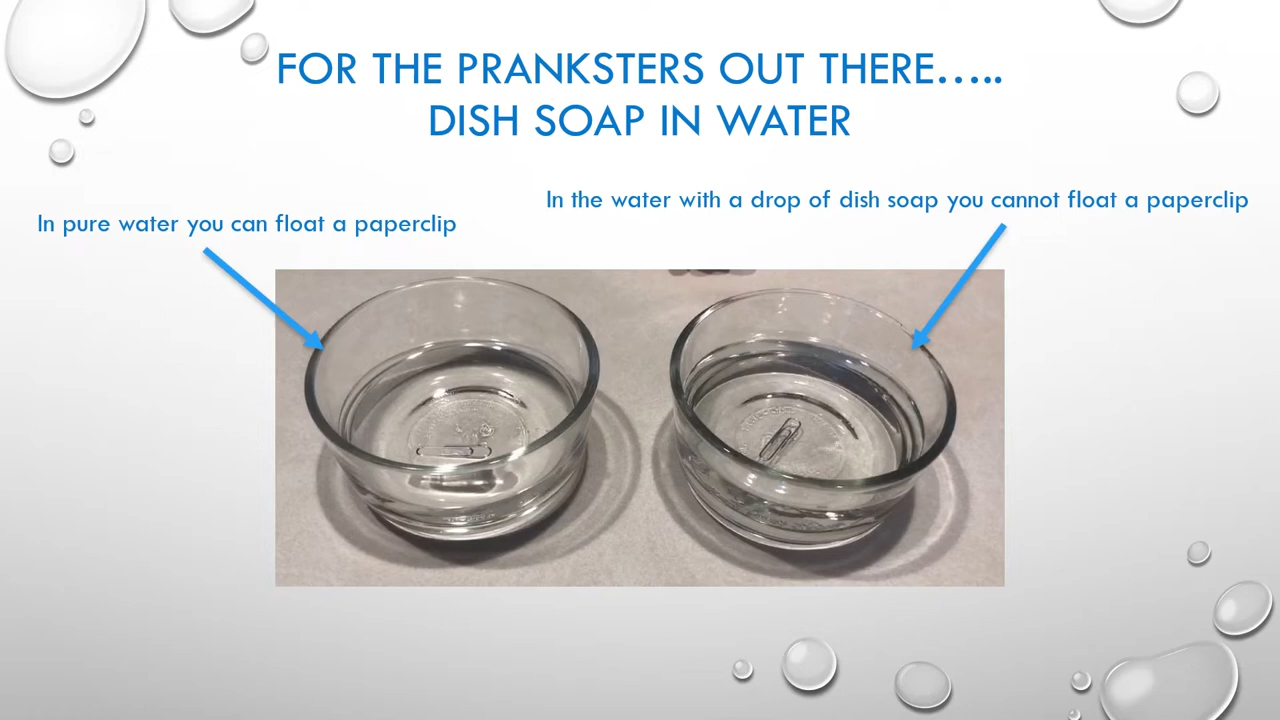 FOR THE PRANKSTERS OUT THERE.....
DISH SOAP IN WATER
In pure water you can float a paperclip
In the water with a drop of dish soap you cannot float a paperclip